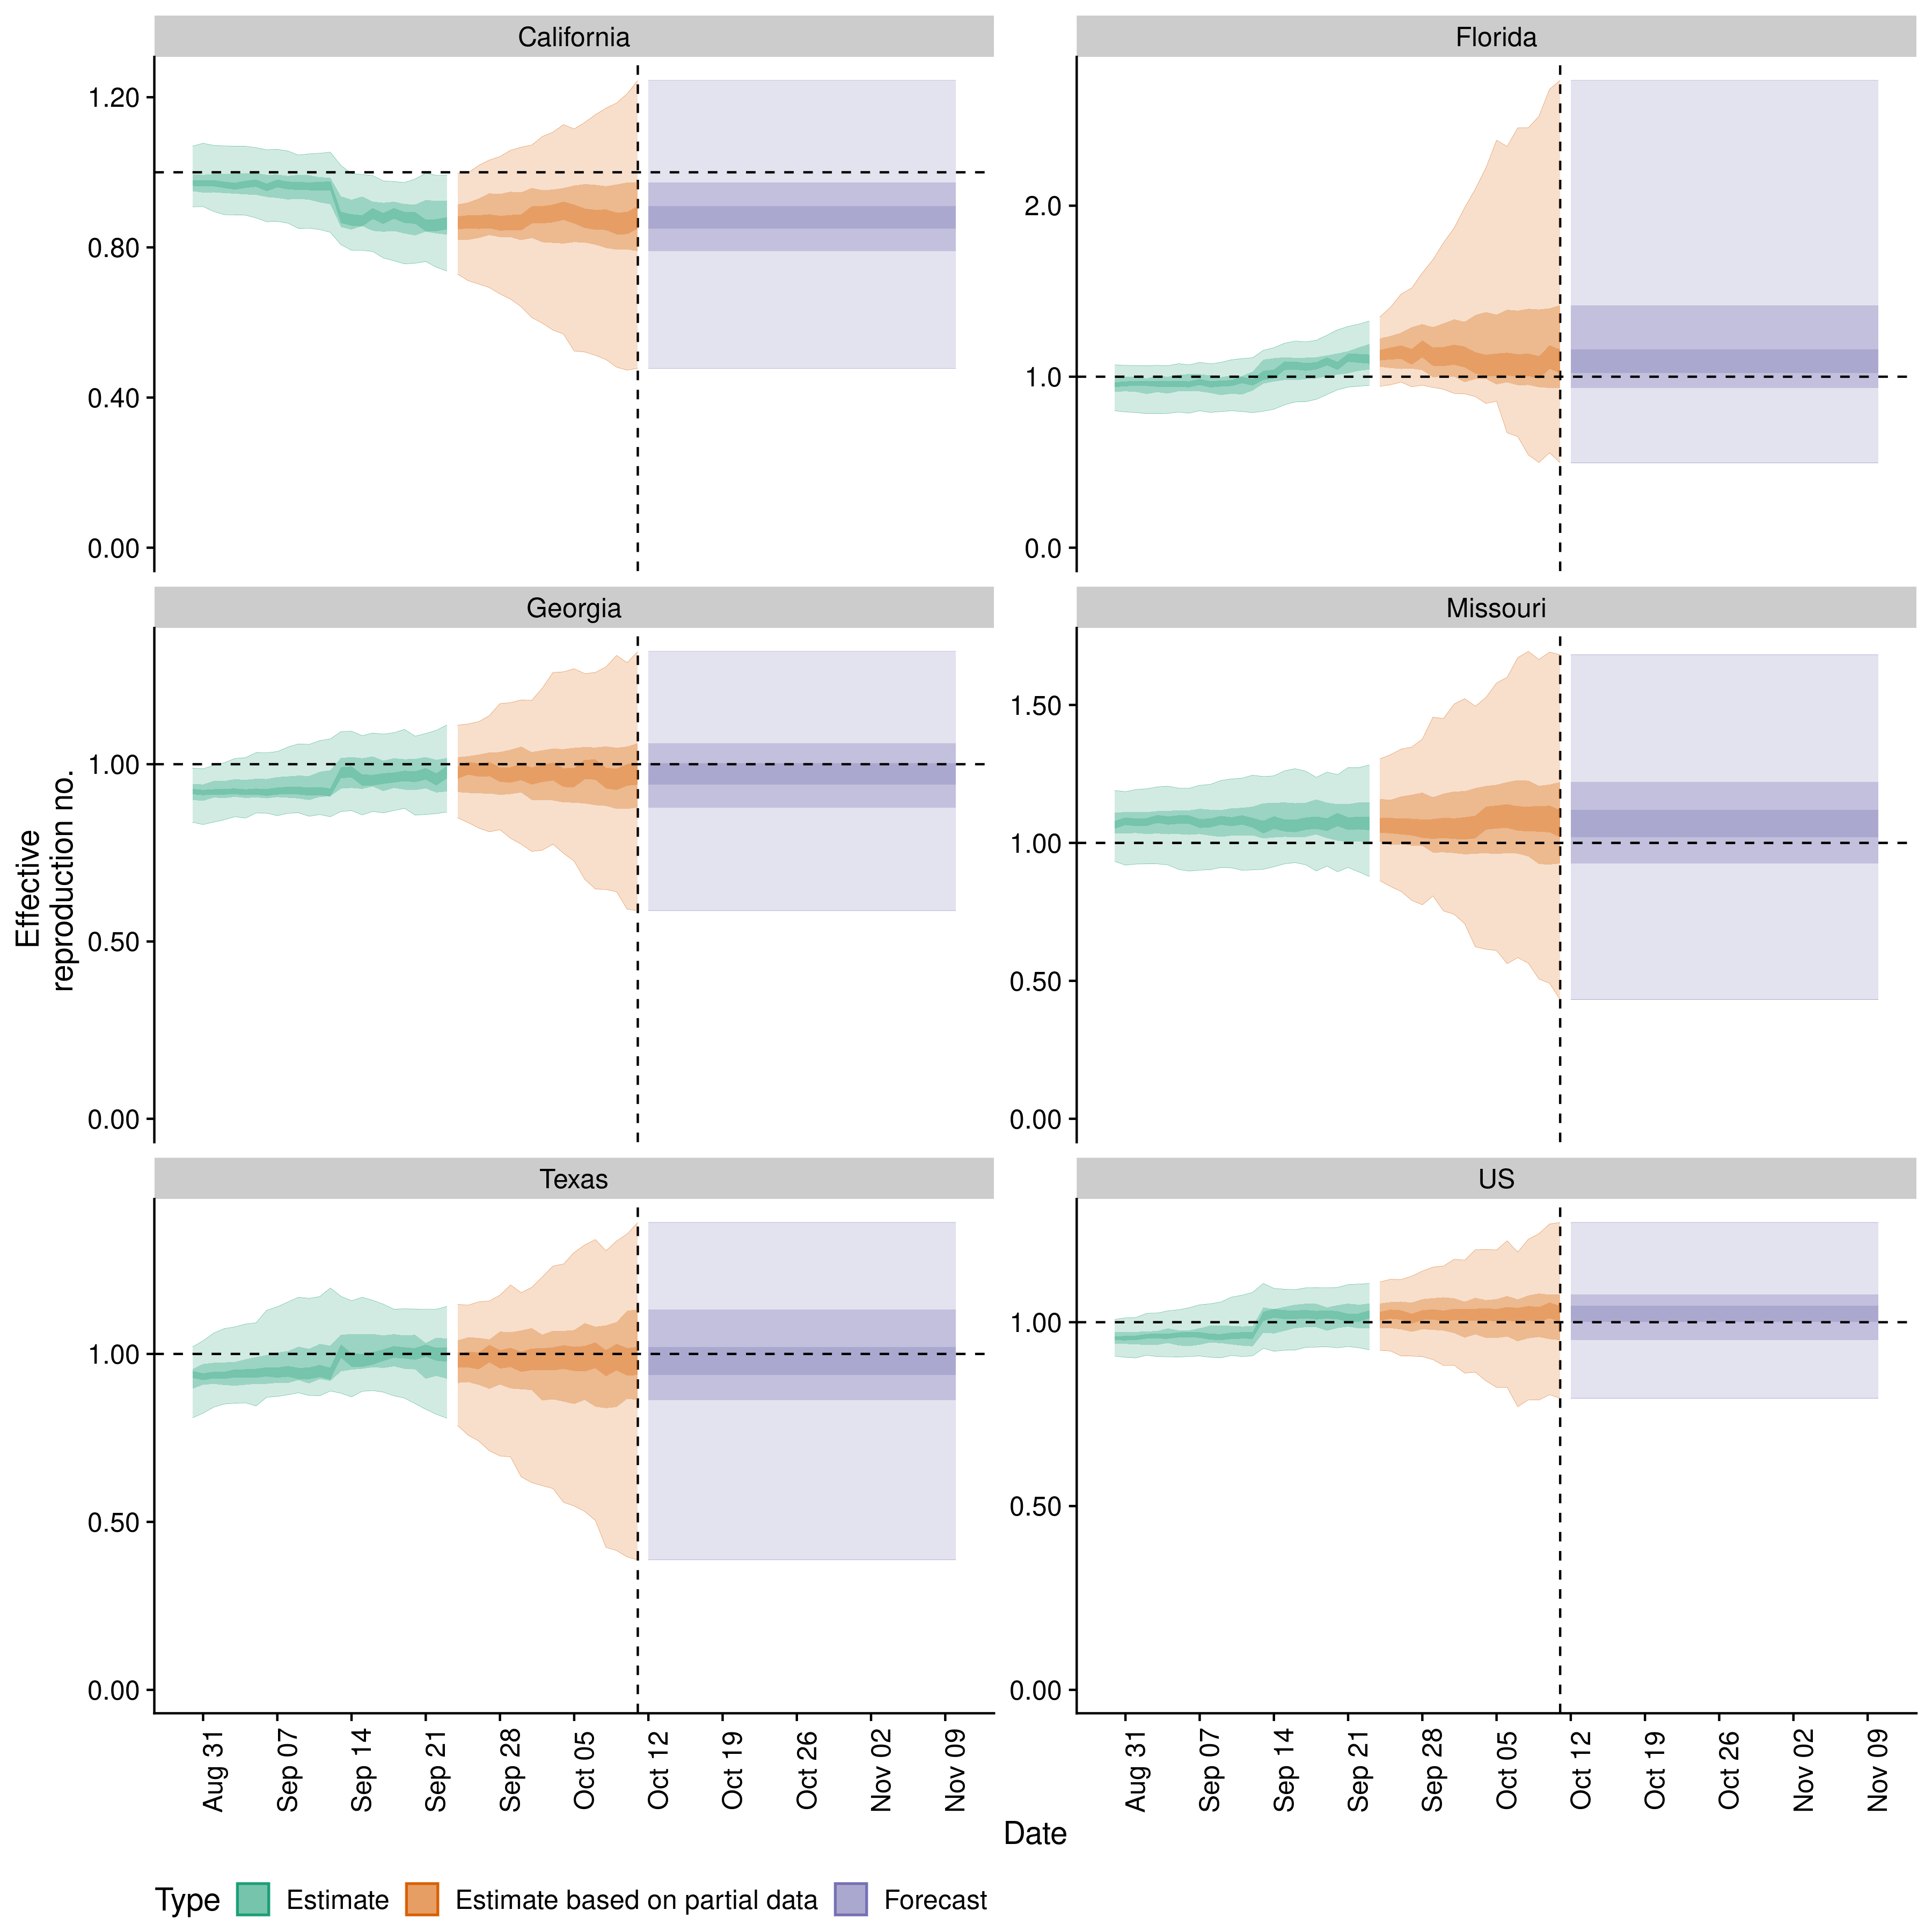 California
Florida
1.20
0.80
0.40
0.00
2.0
1.0
0.0
Georgia
Missouri
1.00
0.50
0.00
1.50
1.00
0.50
0.00
Effective
reproduction no.
Texas
US
1.00
0.50
0.00
1.00
0.50
0.00
Aug 31
Sep 07
Sep 14
Sep 21
Sep 28
Oct 05
Oct 12
Oct 19
Oct 26
Nov 02
Nov 09
Aug 31
Sep 07
Sep 14
Sep 21
Sep 28
Oct 05
Oct 12
Oct 19
Oct 26
Nov 02
Nov 09
Date
Type Estimate Estimate based on partial data Forecast